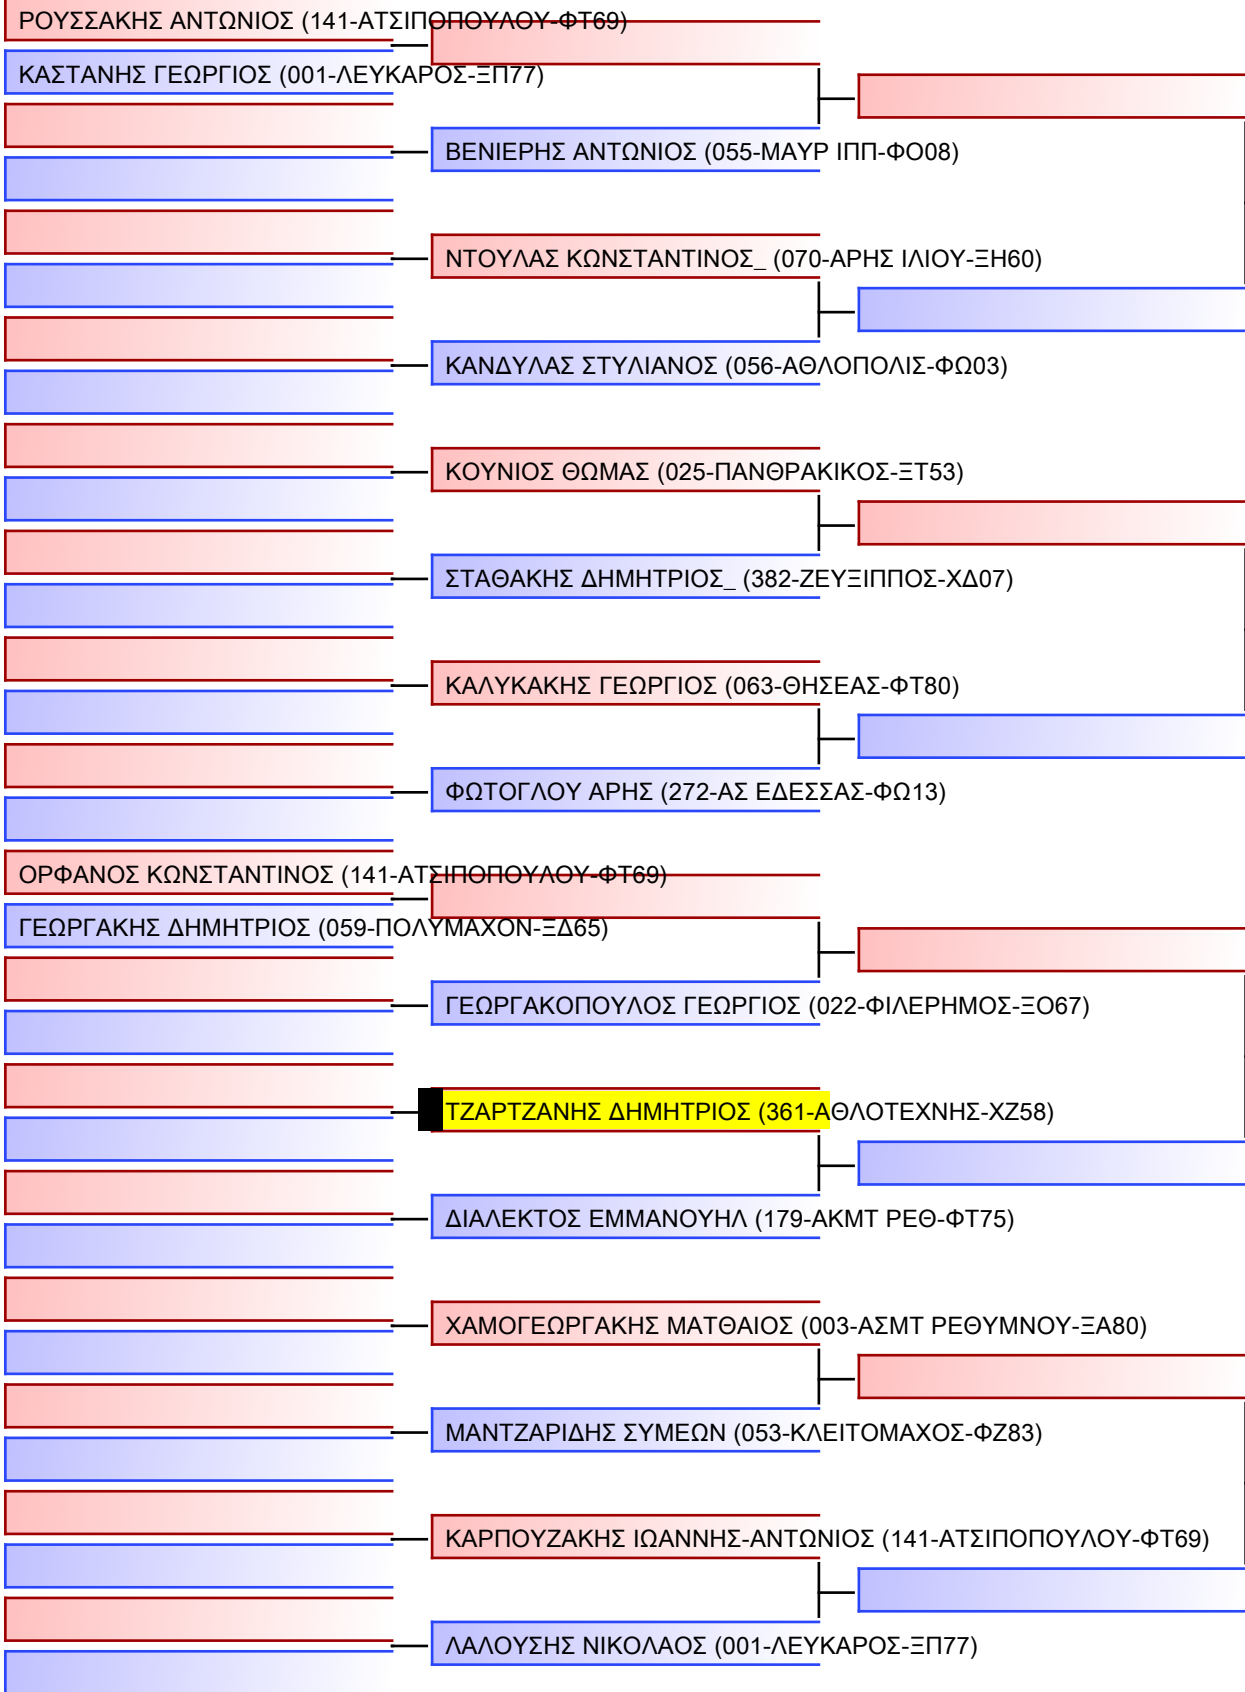 ΡΟΥΣΣΑΚΗΣ ΑΝΤΩΝΙΟΣ (141-ΑΤΣΙΠΟΠΟΥΛΟΥ-ΦΤ69)
ΚΑΣΤΑΝΗΣ ΓΕΩΡΓΙΟΣ (001-ΛΕΥΚΑΡΟΣ-ΞΠ77)
ΒΕΝΙΕΡΗΣ ΑΝΤΩΝΙΟΣ (055-ΜΑΥΡ ΙΠΠ-ΦΟ08)
ΝΤΟΥΛΑΣ ΚΩΝΣΤΑΝΤΙΝΟΣ_ (070-ΑΡΗΣ ΙΛΙΟΥ-ΞΗ60)
ΚΑΝΔΥΛΑΣ ΣΤΥΛΙΑΝΟΣ (056-ΑΘΛΟΠΟΛΙΣ-ΦΩ03)
ΚΟΥΝΙΟΣ ΘΩΜΑΣ (025-ΠΑΝΘΡΑΚΙΚΟΣ-ΞΤ53)
ΣΤΑΘΑΚΗΣ ΔΗΜΗΤΡΙΟΣ_ (382-ΖΕΥΞΙΠΠΟΣ-ΧΔ07)
ΚΑΛΥΚΑΚΗΣ ΓΕΩΡΓΙΟΣ (063-ΘΗΣΕΑΣ-ΦΤ80)
ΦΩΤΟΓΛΟΥ ΑΡΗΣ (272-ΑΣ ΕΔΕΣΣΑΣ-ΦΩ13)
ΟΡΦΑΝΟΣ ΚΩΝΣΤΑΝΤΙΝΟΣ (141-ΑΤΣΙΠΟΠΟΥΛΟΥ-ΦΤ69)
ΓΕΩΡΓΑΚΗΣ ΔΗΜΗΤΡΙΟΣ (059-ΠΟΛΥΜΑΧΟΝ-ΞΔ65)
ΓΕΩΡΓΑΚΟΠΟΥΛΟΣ ΓΕΩΡΓΙΟΣ (022-ΦΙΛΕΡΗΜΟΣ-ΞΟ67)
ΤΖΑΡΤΖΑΝΗΣ ΔΗΜΗΤΡΙΟΣ (361-ΑΘΛΟΤΕΧΝΗΣ-ΧΖ58)
ΔΙΑΛΕΚΤΟΣ ΕΜΜΑΝΟΥΗΛ (179-ΑΚΜΤ ΡΕΘ-ΦΤ75)
ΧΑΜΟΓΕΩΡΓΑΚΗΣ ΜΑΤΘΑΙΟΣ (003-ΑΣΜΤ ΡΕΘΥΜΝΟΥ-ΞΑ80)
ΜΑΝΤΖΑΡΙΔΗΣ ΣΥΜΕΩΝ (053-ΚΛΕΙΤΟΜΑΧΟΣ-ΦΖ83)
ΚΑΡΠΟΥΖΑΚΗΣ ΙΩΑΝΝΗΣ-ΑΝΤΩΝΙΟΣ (141-ΑΤΣΙΠΟΠΟΥΛΟΥ-ΦΤ69)
ΛΑΛΟΥΣΗΣ ΝΙΚΟΛΑΟΣ (001-ΛΕΥΚΑΡΟΣ-ΞΠ77)